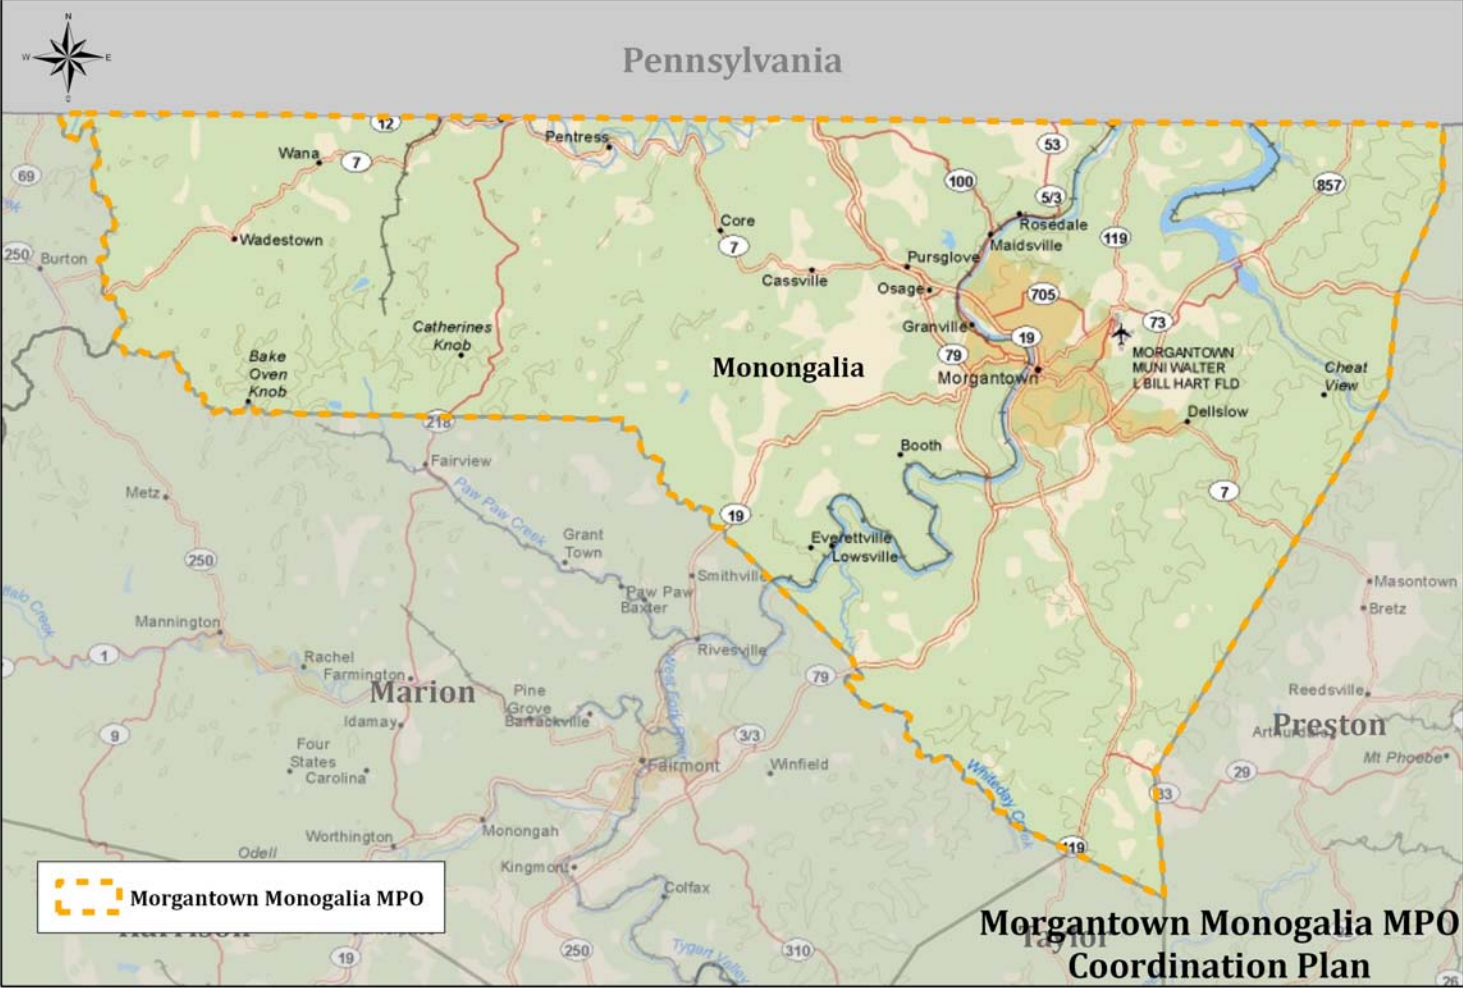 N
W
E
S
Pennsylvania
12
Pentress
53
Wana
7
69
100
857
5/3
Core
Rosedale
Wadestown
7
119
Maidsville
250
Burton
Pursglove
Cassville
Osage
705
Catherines
Knob
Granville
73
19
79
MORGANTOWN
MUNI WALTER
L BILL HART FLD
Bake
Oven
Knob
Monongalia
Morgantown
Cheat
View
Dellslow
218
Booth
Fairview
Metz
Paw Paw Creek
7
19
Grant
Town
Everettville
Lowsville
250
Smithville
Masontown
Paw Paw
Baxter
Bretz
Mannington
Rivesville
1
Rachel
Farmington
79
Marion
Pine
Grove
Barrackville
Reedsville
Preston
Idamay
9
3/3
Four
States
Carolina
Fairmont
Winfield
Whiteday Creek
29
Mt Phoebe
33
Worthington
Monongah
119
Odell
Kingmont
Colfax
Morgantown Monogalia MPO
Morgantown Monogalia MPO
Taylor
Coordination Plan
19
250
Tygart Valley
310
26